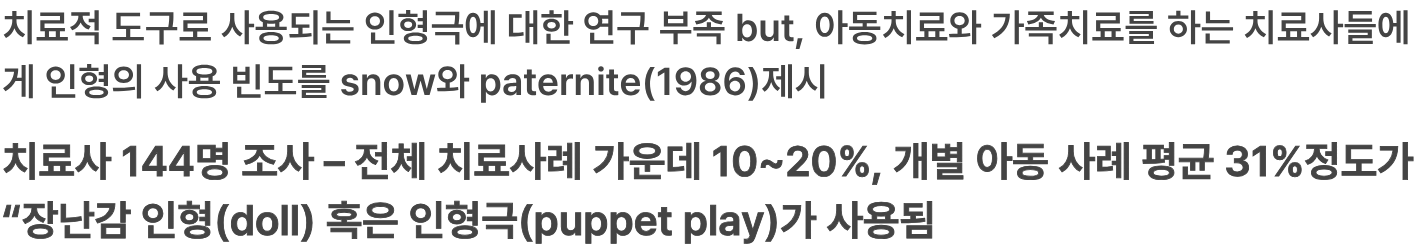 치료적 도구로 사용되는 인형극에 대한 연구 부족 but, 아동치료와 가족치료를 하는 치료사들에
게 인형의 사용 빈도를 snow와 paternite(1986)제시
치료사 144명 조사 – 전체 치료사례 가운데 10~20%, 개별 아동 사례 평균 31%정도가
“장난감 인형(doll) 혹은 인형극(puppet play)가 사용됨